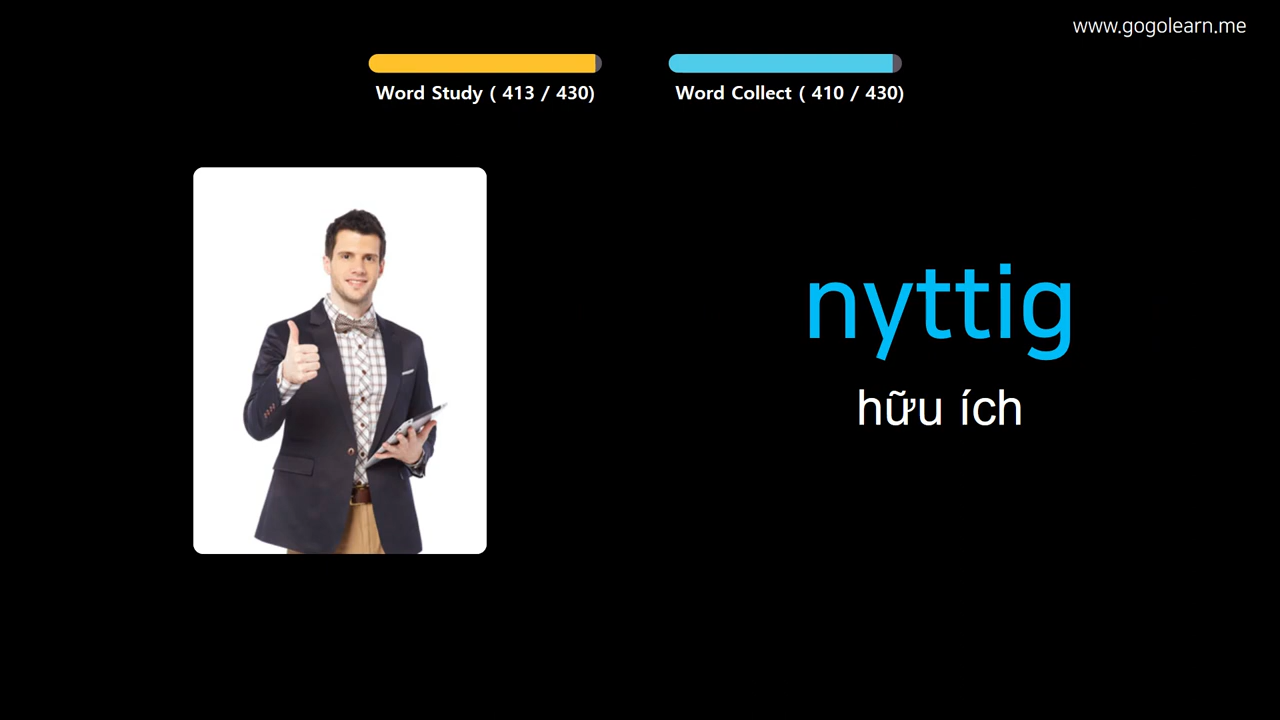 www.gogolearn.me
Word Study ( 413 / 430)
Word Collect ( 410 / 430)
nyttig
hữu ích